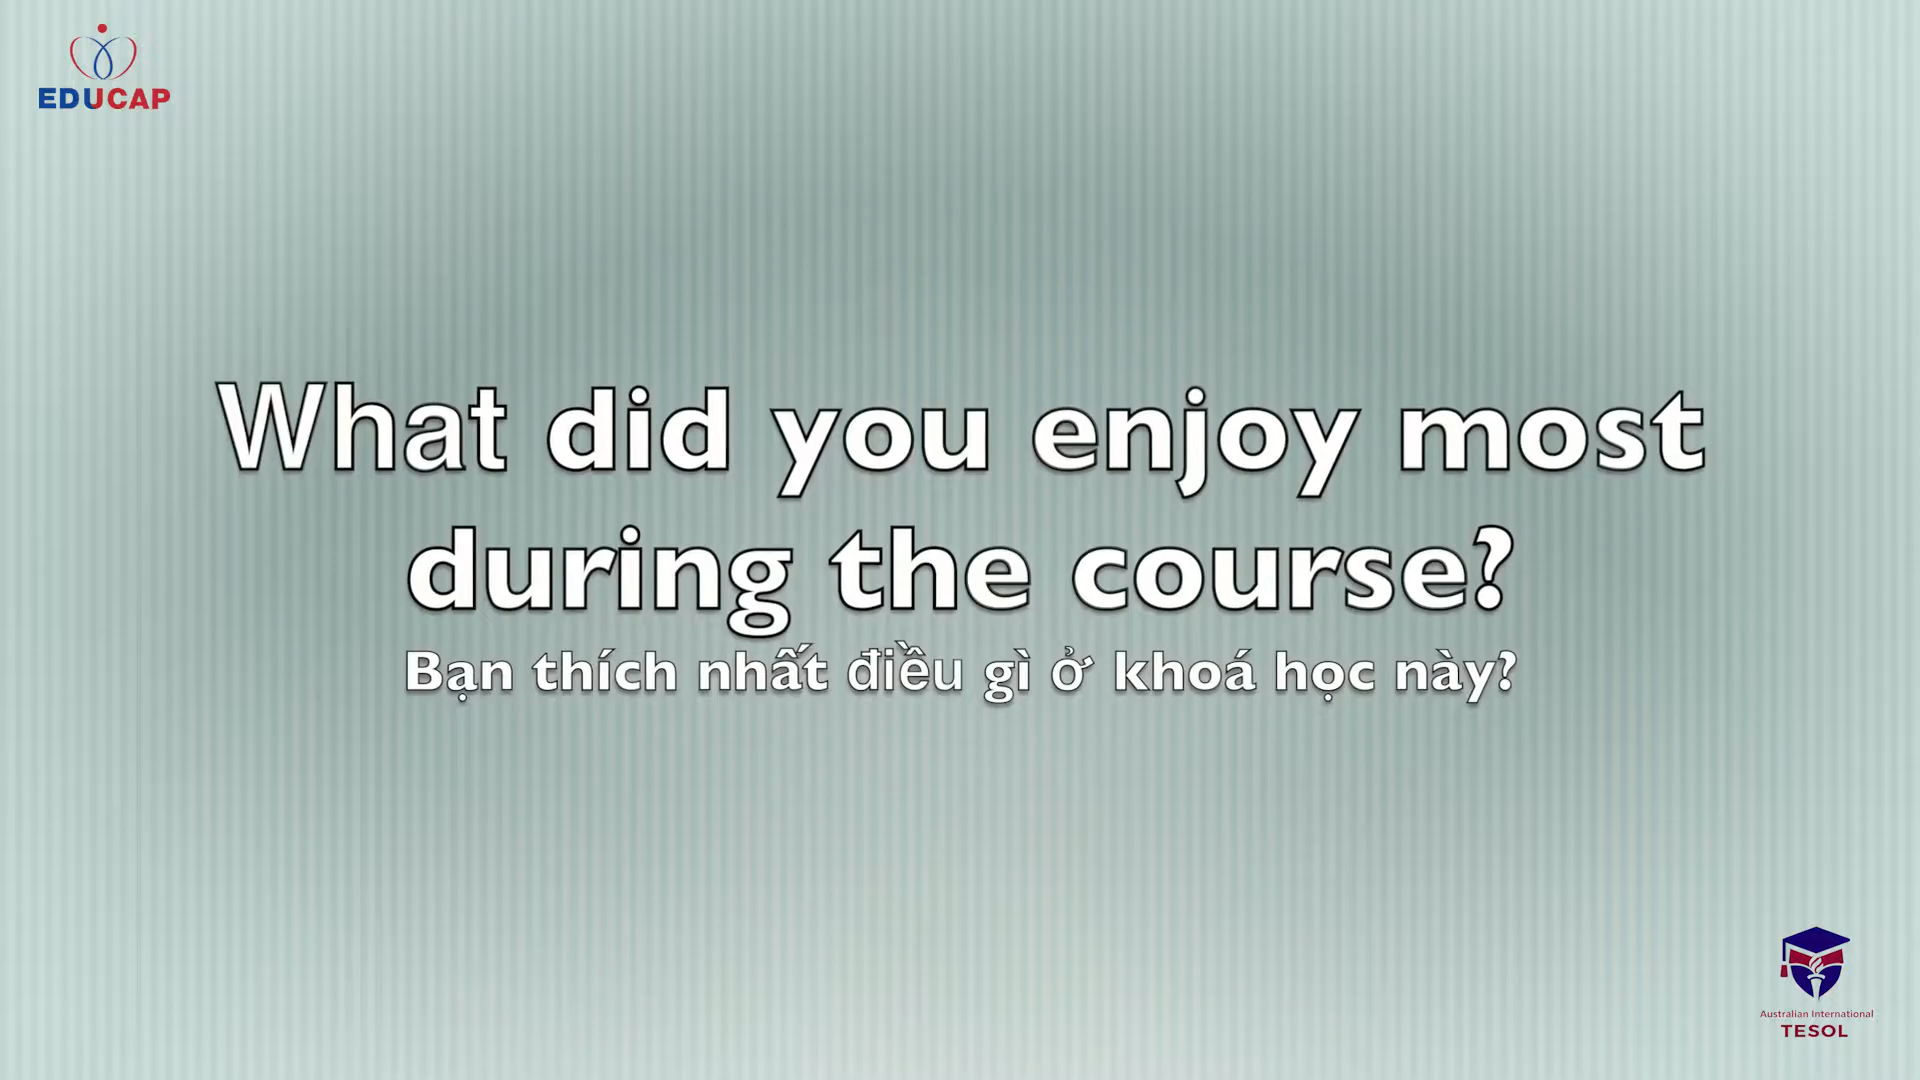 EDUCAP
What did you enjoy most
during the course?
Bạn thích nhất điều gì ở khoá học này?
Australian International
TESOL